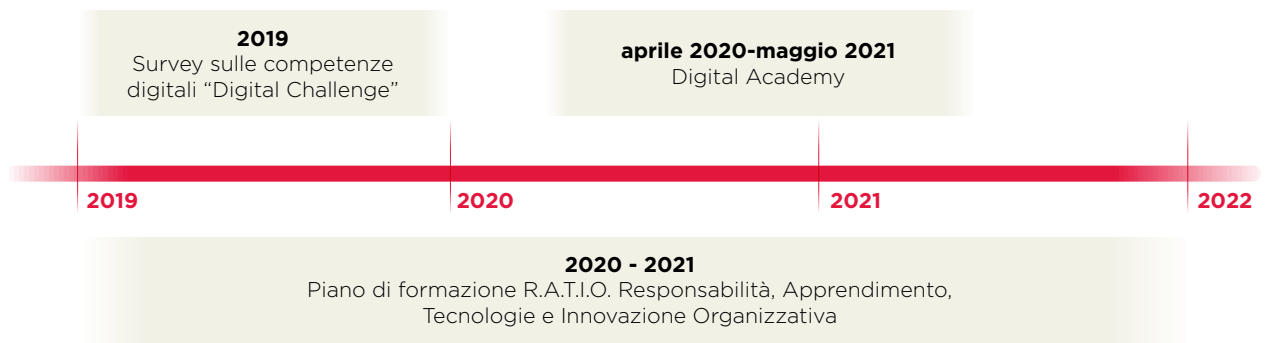 2019
Survey sulle competenze
digitali “Digital Challenge”
aprile 2020-maggio 2021
Digital Academy
2019
2020
2021
2022
2020 - 2021
Piano di formazione R.A.T.I.O. Responsabilità, Apprendimento,
Tecnologie e Innovazione Organizzativa